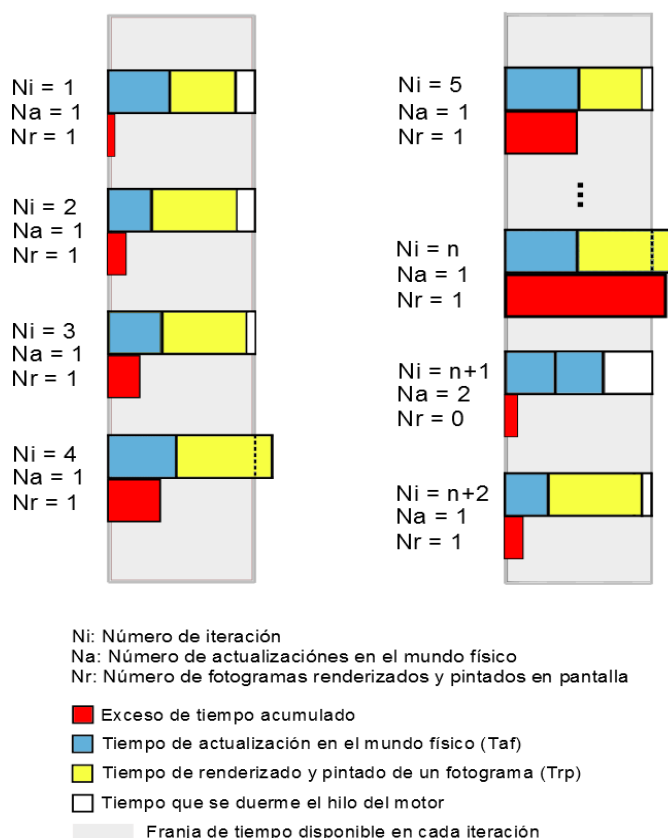 Ni = 1
Na = 1
Nr = 1
Ni = 2
Na = 1
Nr = 1
Ni = 3
Na = 1
Nr = 1
Ni = 4
Na = 1
Nr = 1
Ni = 5
Na = 1
Nr = 1
...
Ni = n
Na = 1
Nr = 1
Ni = n+1
Na = 2
Nr = 0
Ni = n+2
Na = 1
Nr = 1
Ni: Número de iteración
Na: Número de actualizaciónes en el mundo físico
Nr: Número de fotogramas renderizados y pintados en pantalla
Exceso de tiempo acumulado
Tiempo de actualización en el mundo físico (Taf)
Tiempo de renderizado y pintado de un fotograma (Trp)
Tiempo que se duerme el hilo del motor
Franja de tiempo disponible en cada iteración